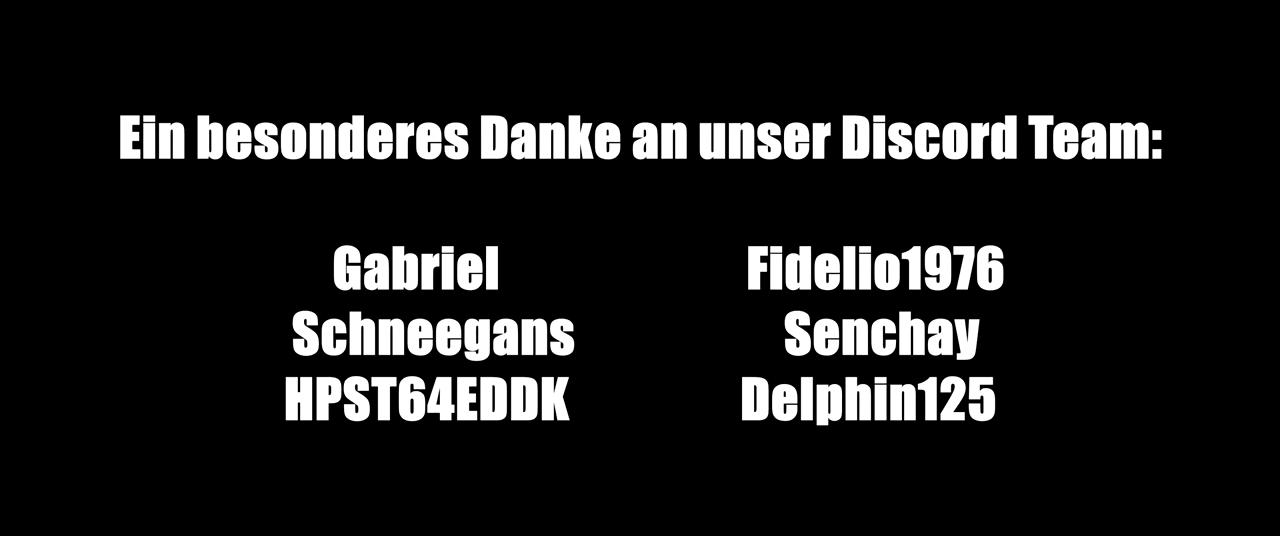 Ein besonderes Danke an unser Discord Team:
Gabriel Fidelio1976
Schneegans Senchay
HPST64EDDK Delphin125